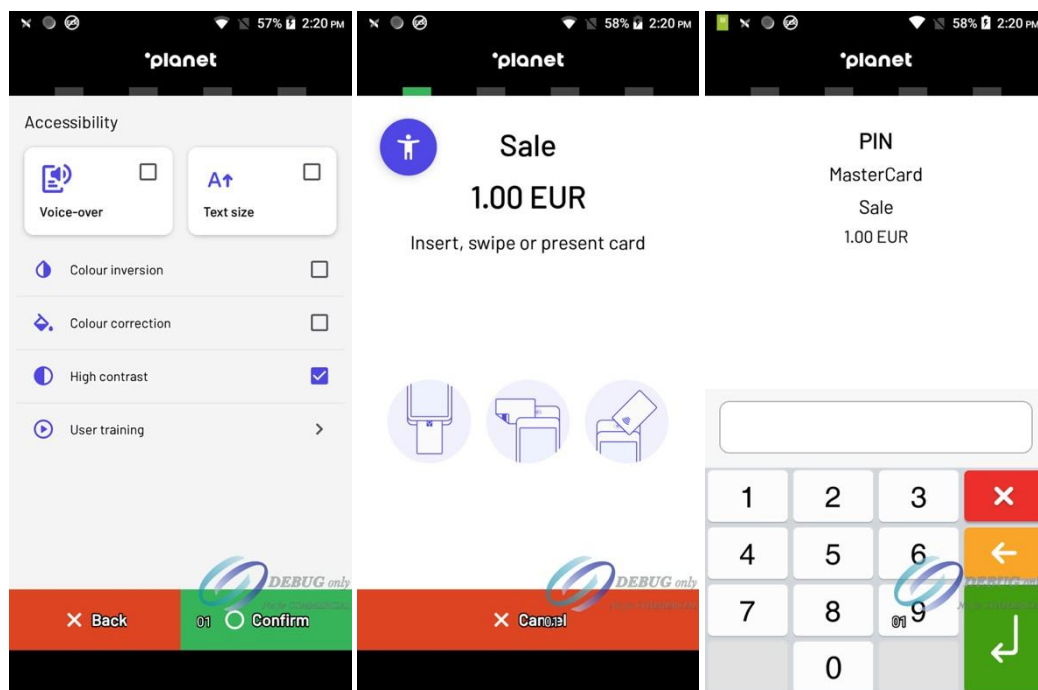 57% 2:20 PM
planet
Accessibility
Voice-over
A Text size
Colour inversion
Colour correction
High contrast
User training
DEBUG only
Back
01 Confirm
58% 2:20 PM
planet
Sale
1.00 EUR
Insert, swipe or present card
DEBUG only
Cancel
58% 2:20 PM
planet
PIN
MasterCard
Sale
1.00 EUR
1 2 3
4 5 6
DEBUG only
7 8 9
01
0